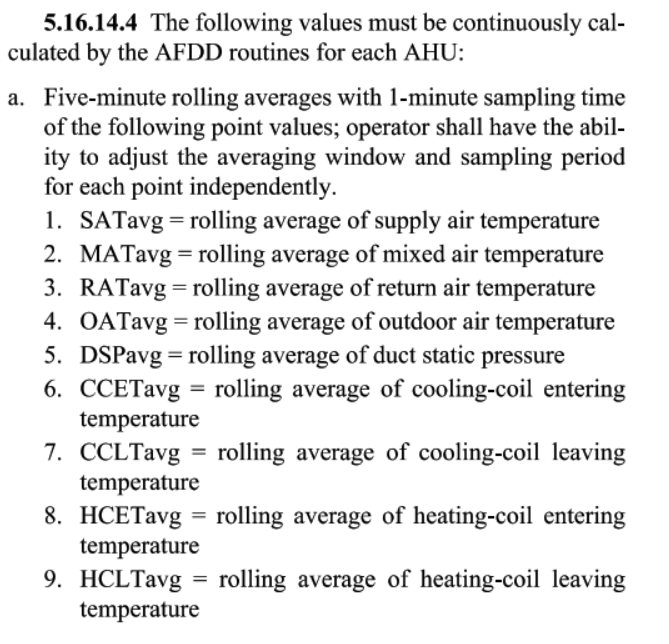 5.16.14.4 The following values must be continuously cal-
culated by the AFDD routines for each AHU:
a. Five-minute rolling averages with 1-minute sampling time
of the following point values; operator shall have the abil-
ity to adjust the averaging window and sampling period
for each point independently.
1. SATavg = rolling average of supply air temperature
2. MATavg = rolling average of mixed air temperature
3. RATavg = rolling average of return air temperature
4. OATavg = rolling average of outdoor air temperature
5. DSPavg = rolling average of duct static pressure
6. CCETavg = rolling average of cooling-coil entering
temperature
7. CCLTavg = rolling average of cooling-coil leaving
temperature
8. HCETavg = rolling average of heating-coil entering
temperature
9. HCLTavg = rolling average of heating-coil leaving
temperature